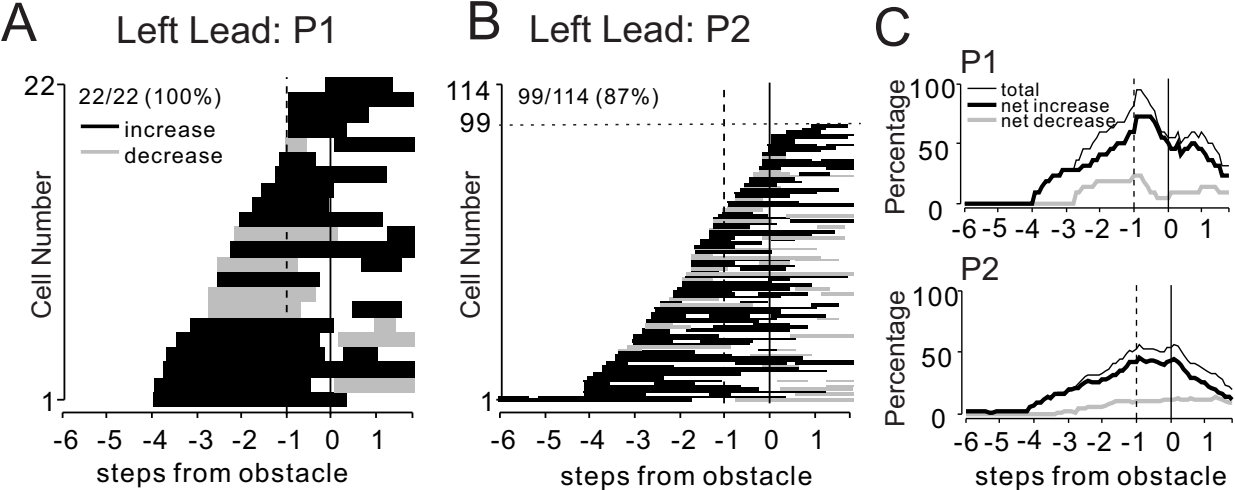 A
Left Lead: P1
22
22/22 (100%)
increase
decrease
Cell Number
1
-6 -5 -4 -3 -2 -1 0 1
steps from obstacle
B
Left Lead: P2
114
99/114 (87%)
99
Cell Number
1
-6 -5 -4 -3 -2 -1 0 1
steps from obstacle
C
P1
100
total
net increase
net decrease
50
Percentage
0
-6 -5 -4 -3 -2 -1 0 1
P2
100
50
Percentage
0
-6 -5 -4 -3 -2 -1 0 1
steps from obstacle